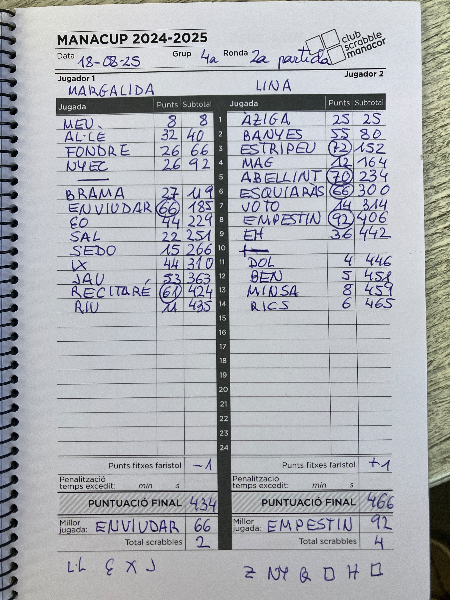 MANACUP 2024-2025
club scrabble manacor
Data 18-08-25 Grup 4a Ronda 2a partida
Jugador 1 Jugador 2
MARGALIDA LINA
Jugada Punts Subtotal Jugada Punts Subtotal
MEU 8 8 1 AZIGA 25 25
AL·LE 32 40 2 BANYES 55 80
FONDRE 26 66 3 ESTRIPEU 72 152
NYEC 26 92 4 MAG 12 164
— 5 ABELLINT 70 234
BRAMA 27 119 6 ESQUIARAS 66 300
ENVIUDAR 66 185 7 VOTO 14 314
EO 44 229 8 EMPESTIN 92 406
SAL 22 251 9 EH 36 442
SEDO 15 266 10
IX 44 310 11 DOL 4 446
JAU 53 363 12 BEN 5 451
RECITARÉ 61 424 13 MINSA 8 459
RIU 11 435 14 RICS 6 465
15
16
17
18
19
20
21
22
23
24
Punts fitxes faristol -1 Punts fitxes faristol +1
Penalització temps excedit: min s Penalització temps excedit: min s
PUNTUACIÓ FINAL 434 PUNTUACIÓ FINAL 466
Millor jugada: ENVIUDAR 66 Millor jugada: EMPESTIN 92
Total scrabbles 2 Total scrabbles 4
L·L Ç X J Z NY Q □ H □